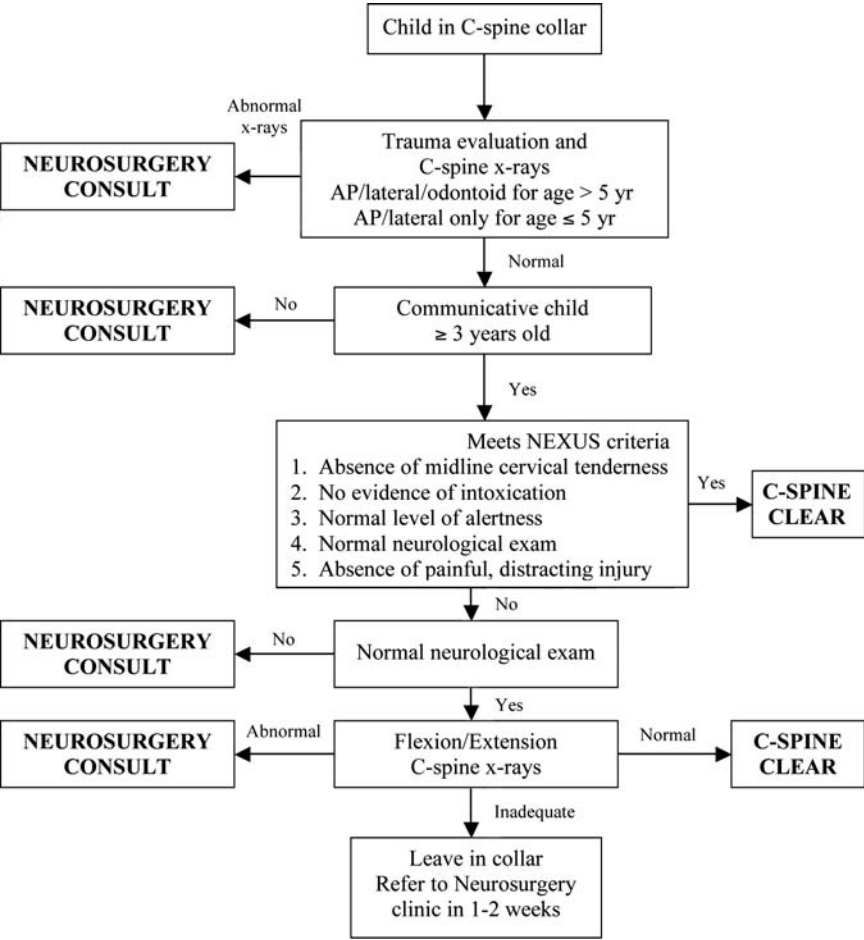 Child in C-spine collar
Abnormal
x-rays
NEUROSURGERY
CONSULT
Trauma evaluation and
C-spine x-rays
AP/lateral/odontoid for age > 5 yr
AP/lateral only for age ≤ 5 yr
Normal
NEUROSURGERY
CONSULT
No
Communicative child
≥ 3 years old
Yes
Meets NEXUS criteria
1. Absence of midline cervical tenderness
2. No evidence of intoxication
3. Normal level of alertness
4. Normal neurological exam
5. Absence of painful, distracting injury
Yes
C-SPINE
CLEAR
No
NEUROSURGERY
CONSULT
No
Normal neurological exam
Yes
NEUROSURGERY
CONSULT
Abnormal
Flexion/Extension
C-spine x-rays
Normal
C-SPINE
CLEAR
Inadequate
Leave in collar
Refer to Neurosurgery
clinic in 1-2 weeks